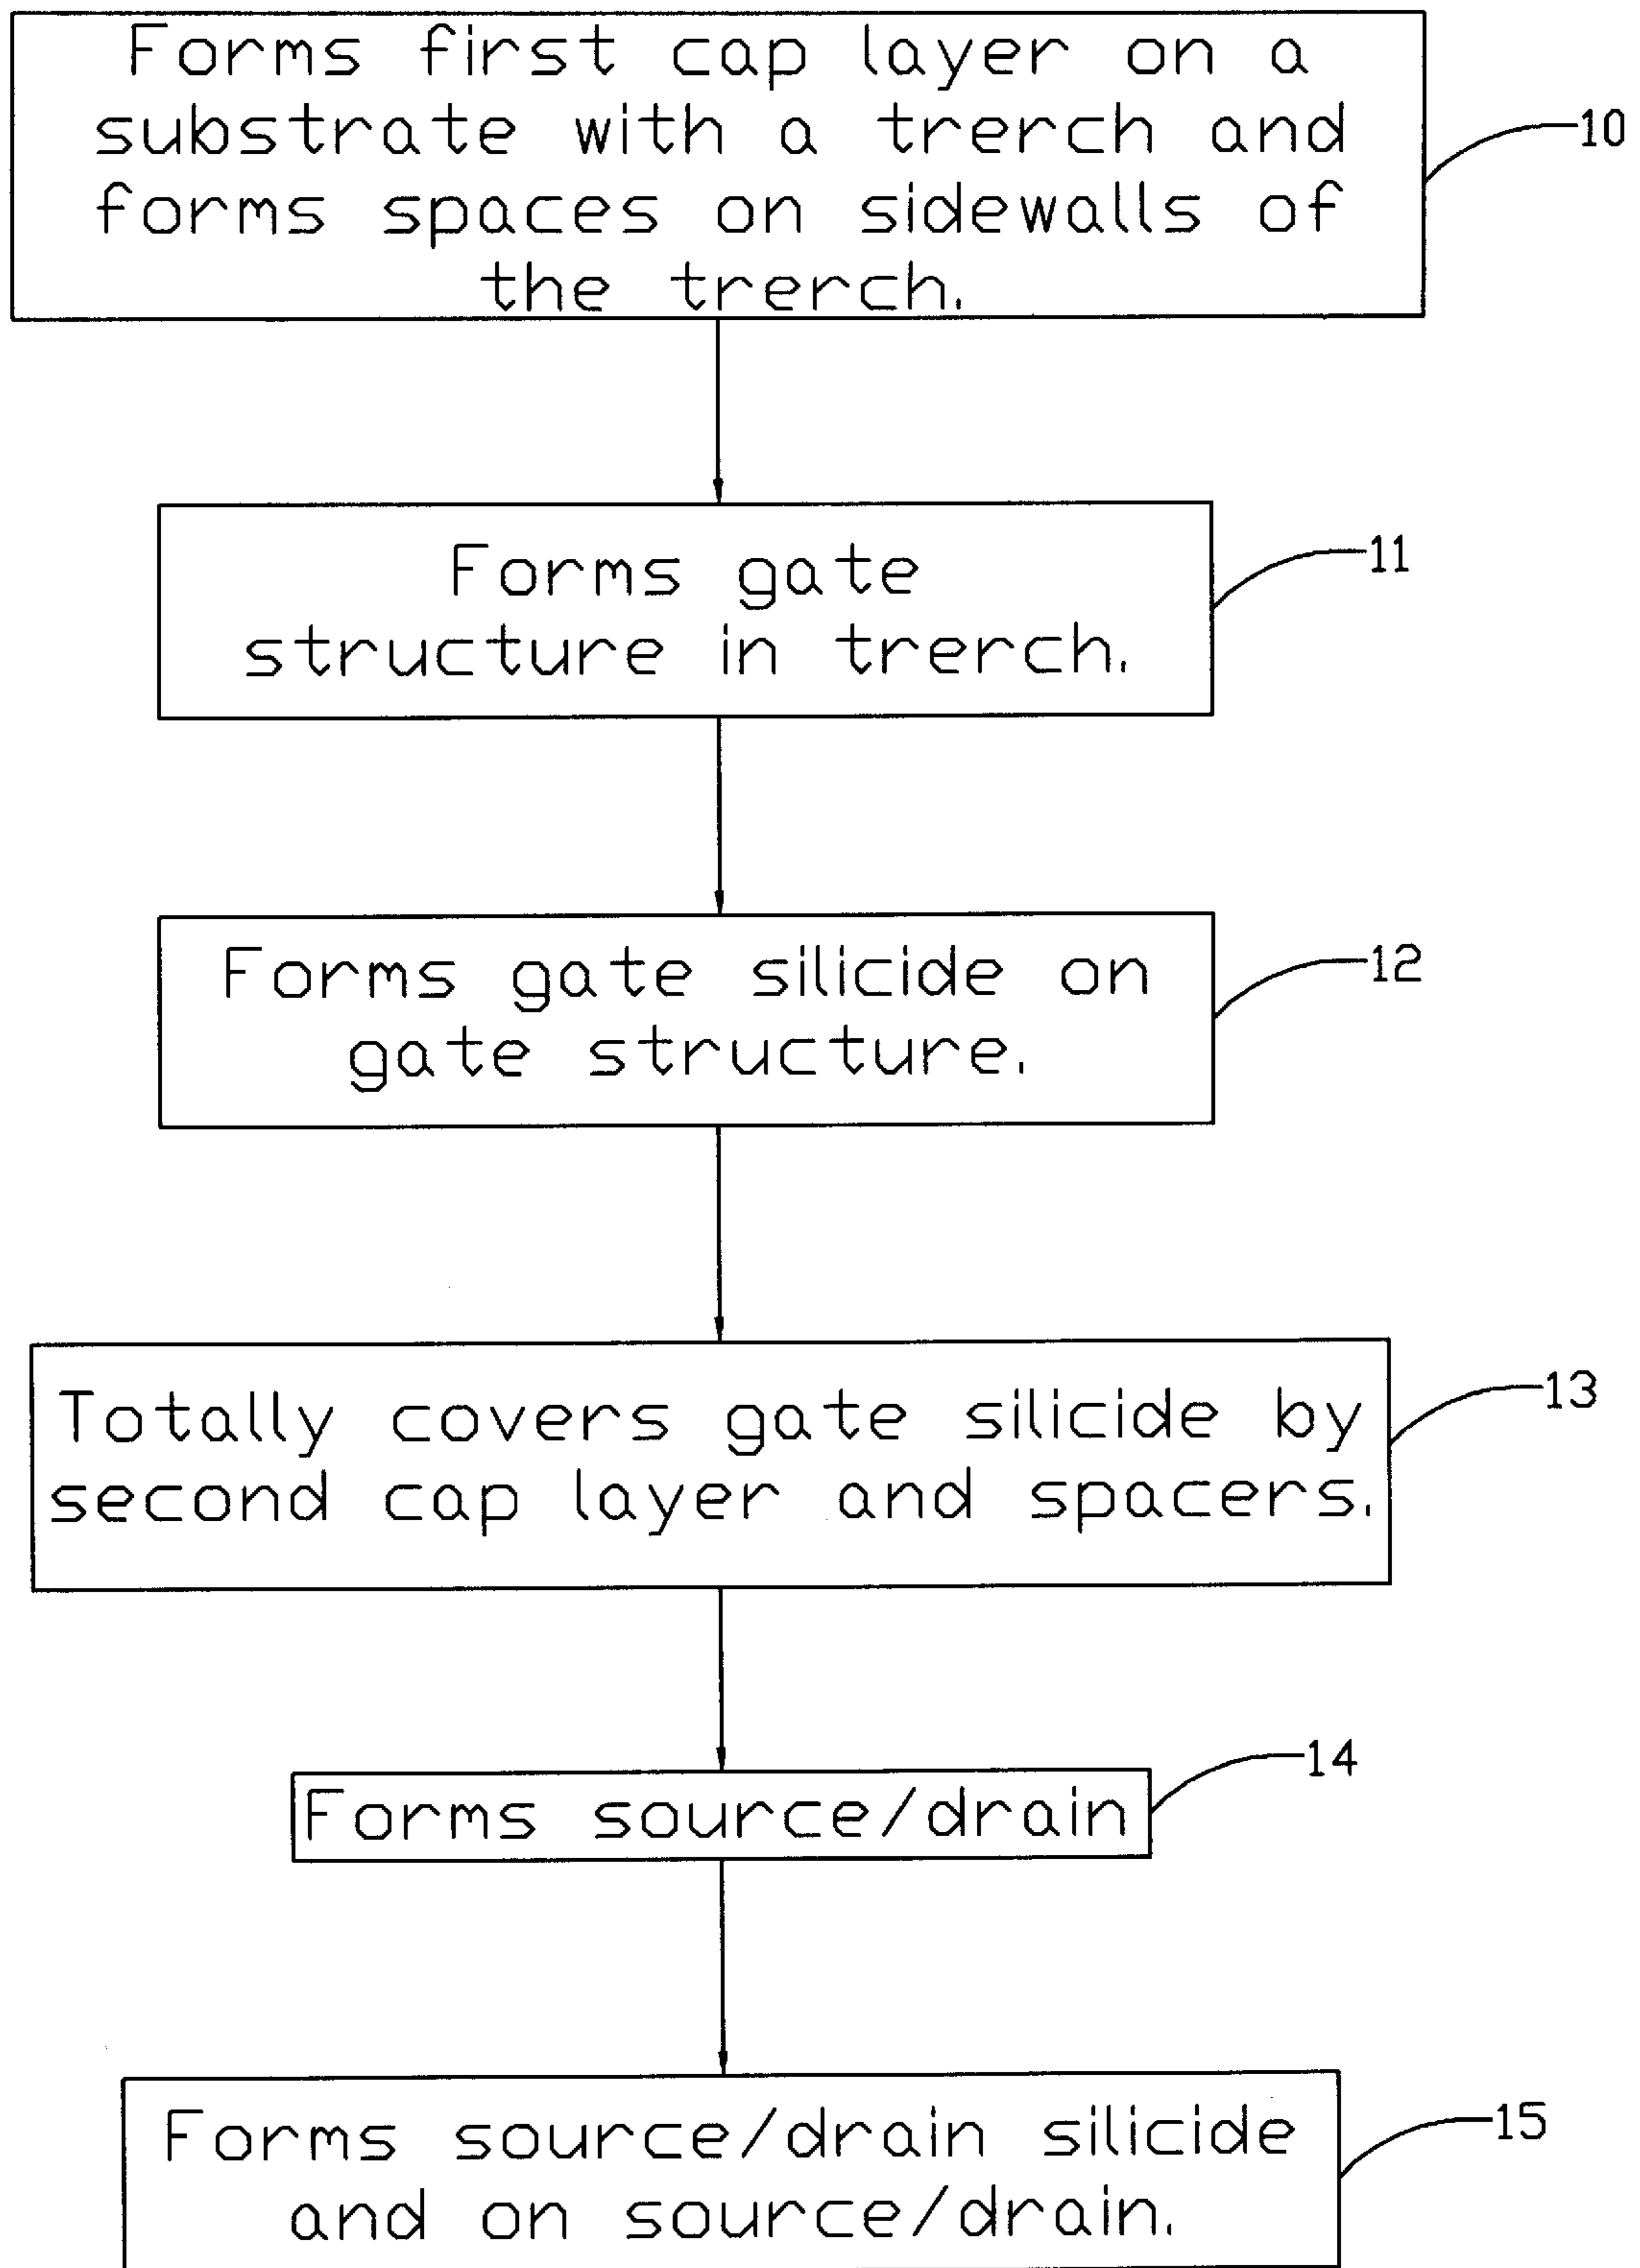 Forms first cap layer on a
substrate with a trerch and
forms spaces on sidewalls of
the trerch.
10
Forms gate
structure in trerch.
11
Forms gate silicide on
gate structure.
12
Totally covers gate silicide by
second cap layer and spacers.
13
Forms source/drain
14
Forms source/drain silicide
and on source/drain.
15